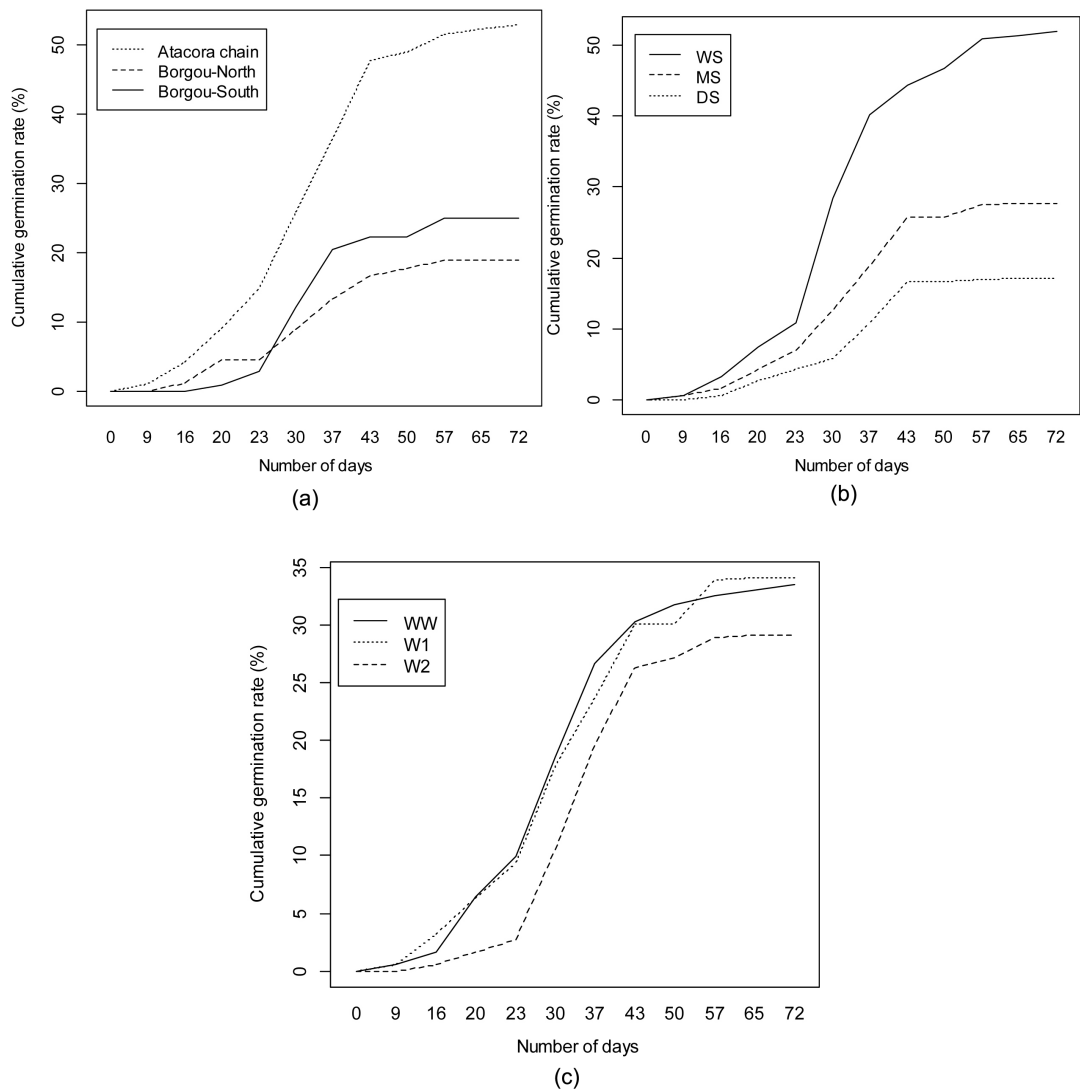 Cumulative germination rate (%)
0
10
20
30
40
50
Atacora chain
Borgou-North
Borgou-South
0 9 16 20 23 30 37 43 50 57 65 72
Number of days
(a)
Cumulative germination rate (%)
0
10
20
30
40
50
WS
MS
DS
0 9 16 20 23 30 37 43 50 57 65 72
Number of days
(b)
Cumulative germination rate (%)
0
5
10
15
20
25
30
35
WW
W1
W2
0 9 16 20 23 30 37 43 50 57 65 72
Number of days
(c)